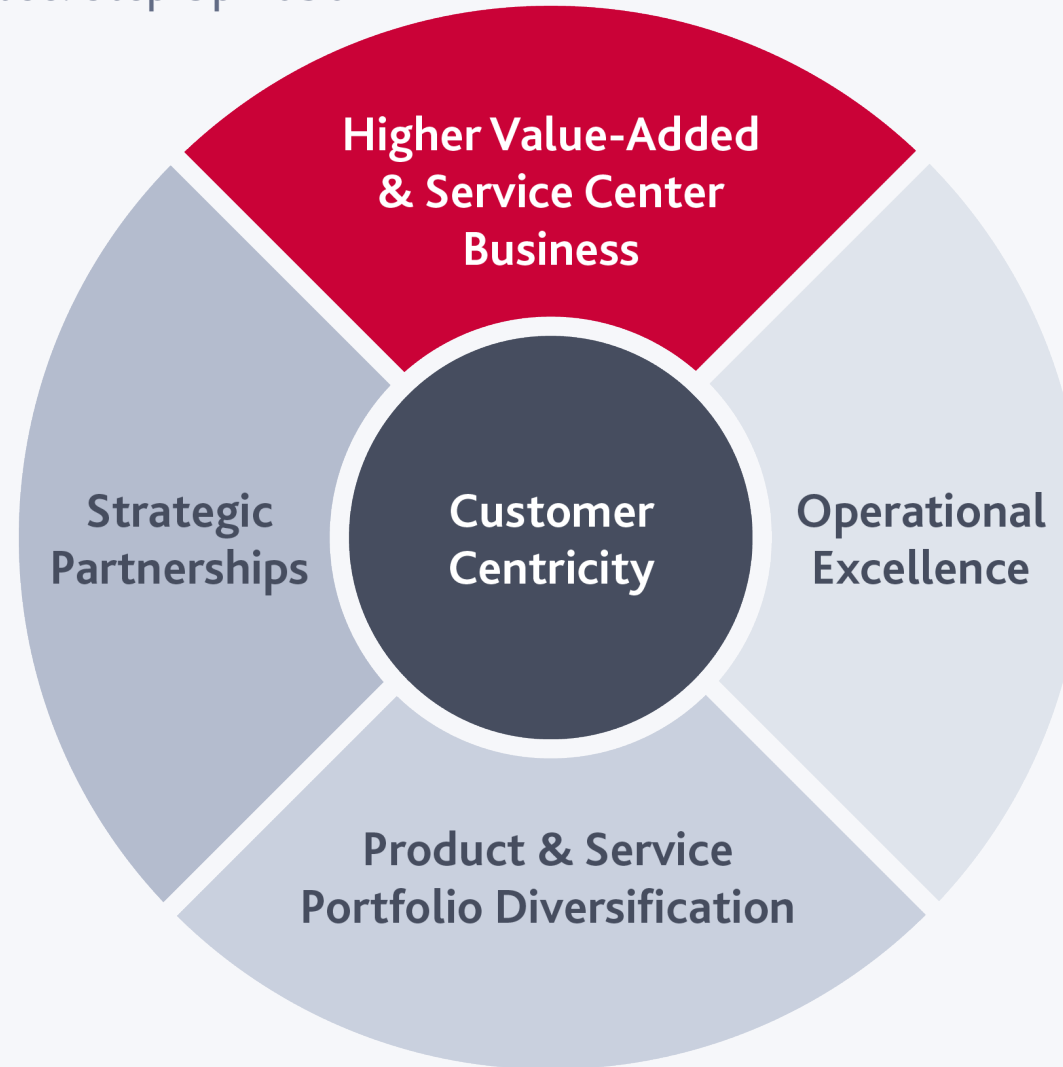 Higher Value-Added
& Service Center
Business
Strategic
Partnerships
Customer
Centricity
Operational
Excellence
Product & Service
Portfolio Diversification